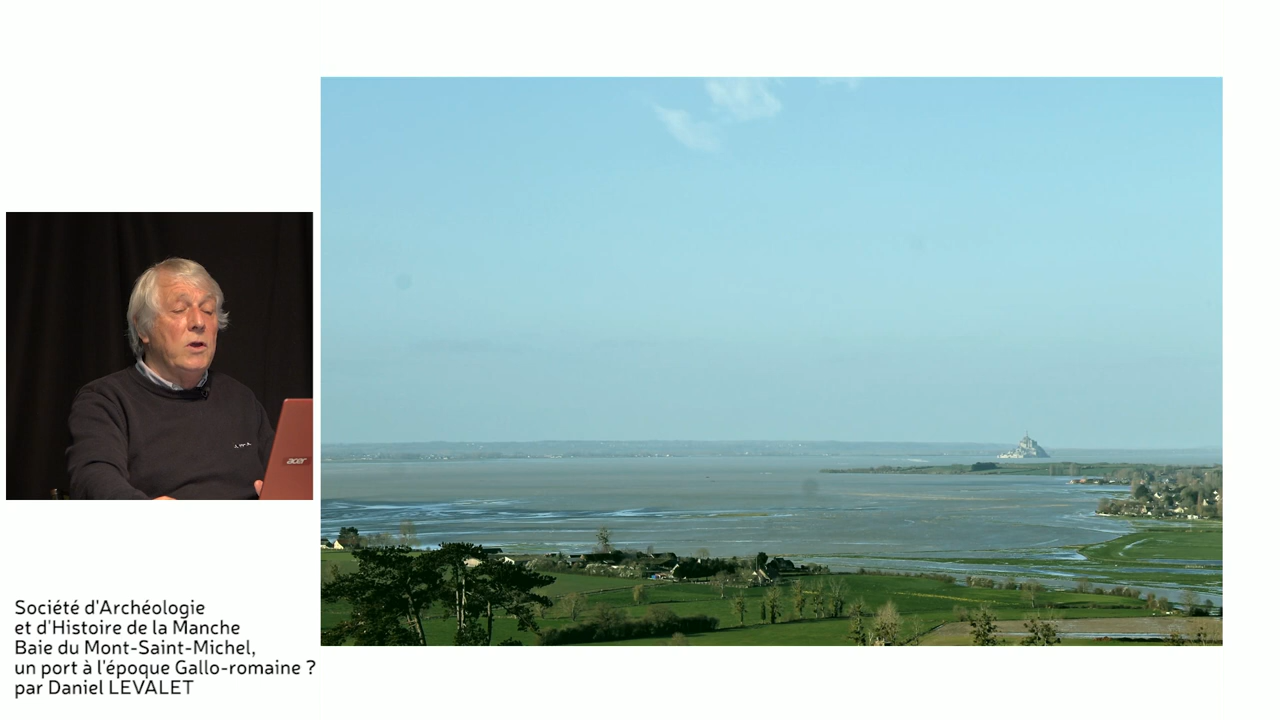 acer
Société d'Archéologie
et d'Histoire de la Manche
Baie du Mont-Saint-Michel,
un port à l'époque Gallo-romaine ?
par Daniel LEVALET